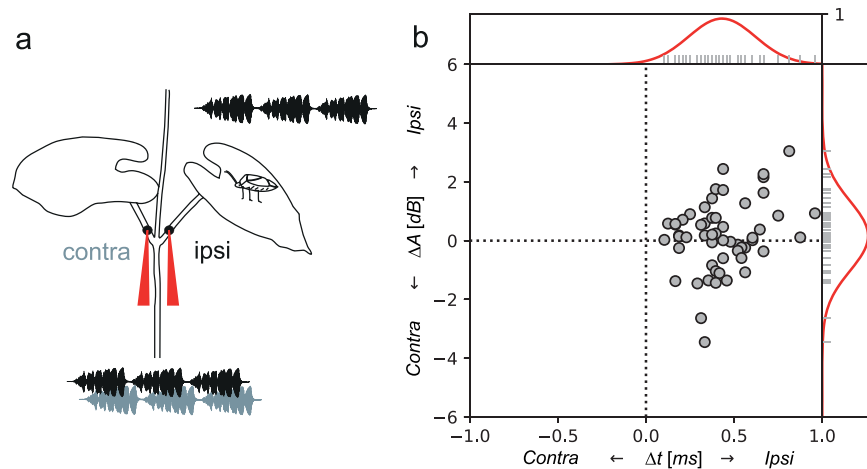 a
contra
ipsi
b
1
6
4
2
0
−2
−4
−6
Contra ← ΔA [dB] → Ipsi
−1.0 −0.5 0.0 0.5 1.0
Contra ← Δt [ms] → Ipsi